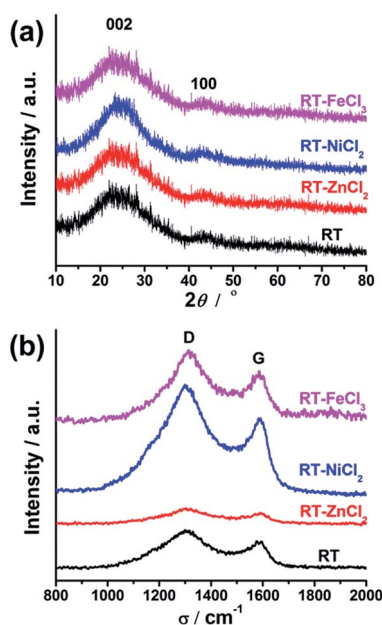 (a)
002
100
RT-FeCl₃
RT-NiCl₂
RT-ZnCl₂
RT
Intensity / a.u.
10 20 30 40 50 60 70 80
2θ / °
(b)
D
G
RT-FeCl₃
RT-NiCl₂
RT-ZnCl₂
RT
Intensity / a.u.
800 1000 1200 1400 1600 1800 2000
σ / cm⁻¹